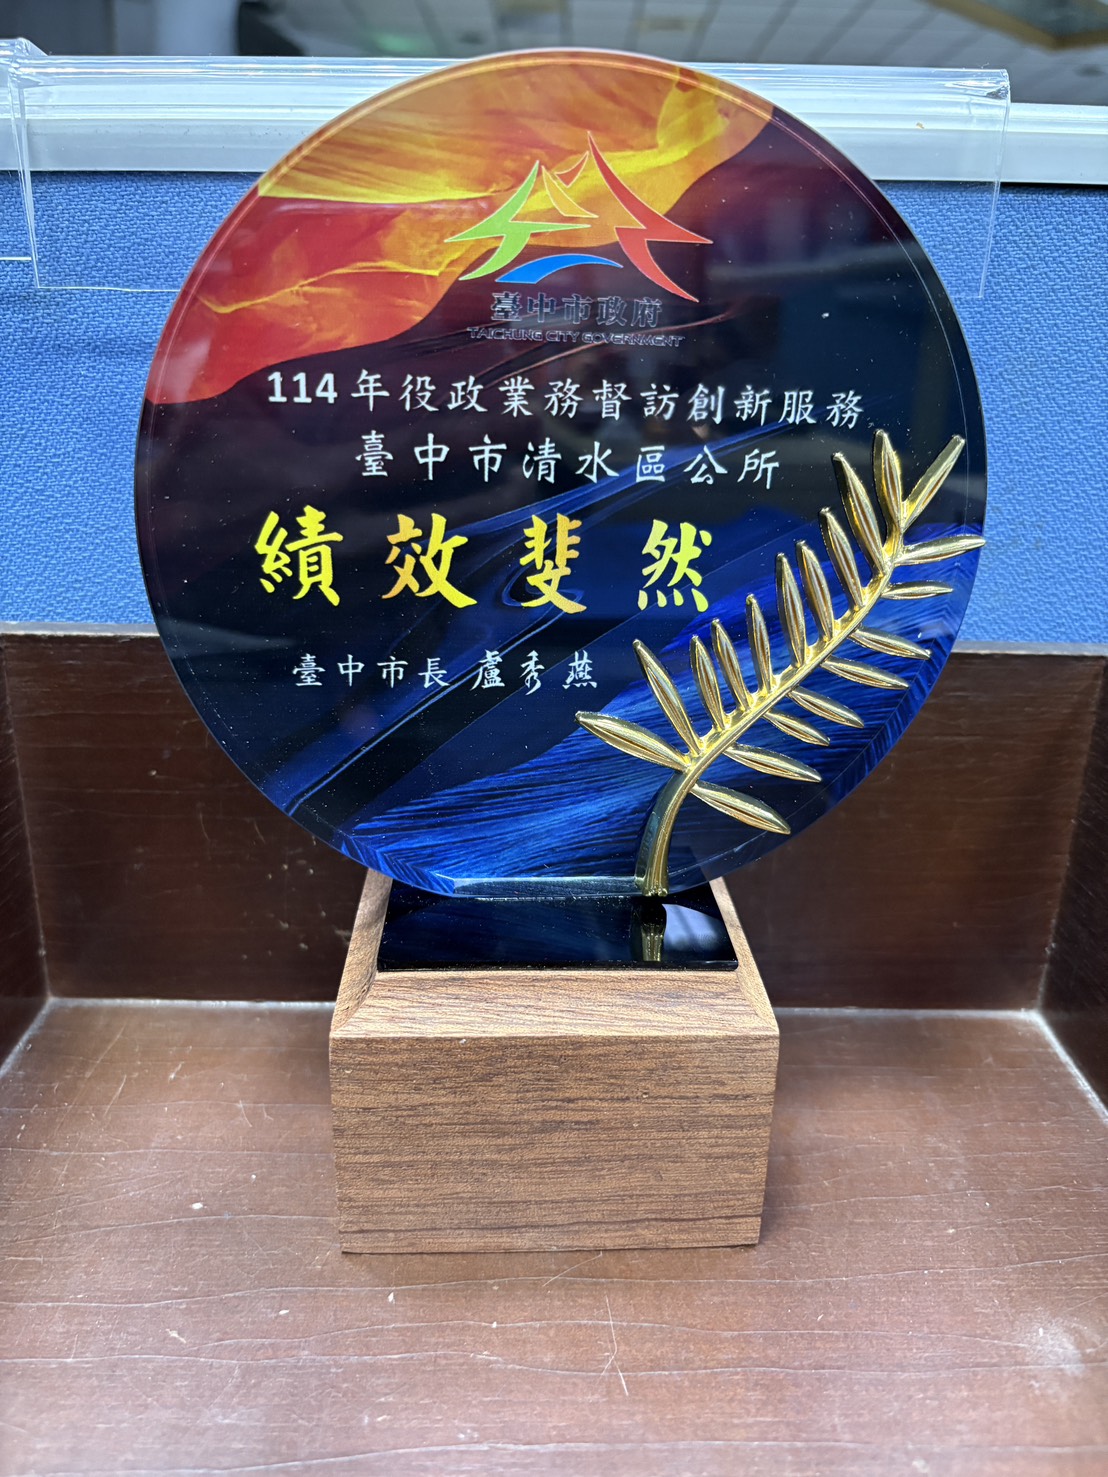 臺中市政府
TAICHUNG CITY GOVERNMENT
114年役政業務督訪創新服務
臺中市清水區公所
績效斐然
臺中市長 盧秀燕